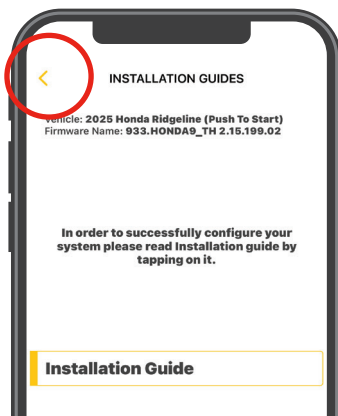 INSTALLATION GUIDES
Vehicle: 2025 Honda Ridgeline (Push To Start)
Firmware Name: 933.HONDA9_TH 2.15.199.02
In order to successfully configure your
system please read Installation guide by
tapping on it.
Installation Guide